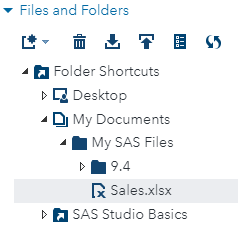 Files and Folders
Folder Shortcuts
Desktop
My Documents
My SAS Files
9.4
Sales.xlsx
SAS Studio Basics